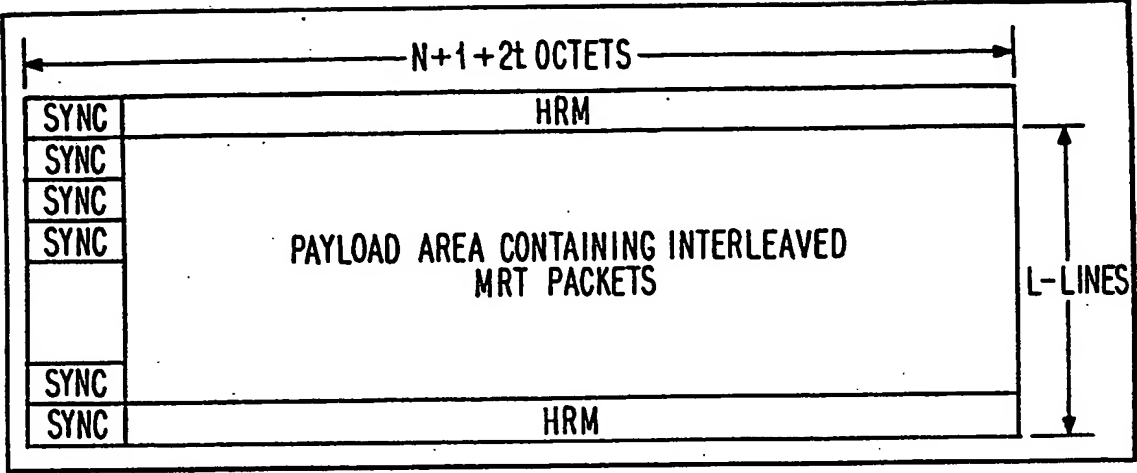 N+1+2t OCTETS
SYNC HRM
SYNC
SYNC
SYNC
PAYLOAD AREA CONTAINING INTERLEAVED
MRT PACKETS
L-LINES
SYNC
SYNC HRM